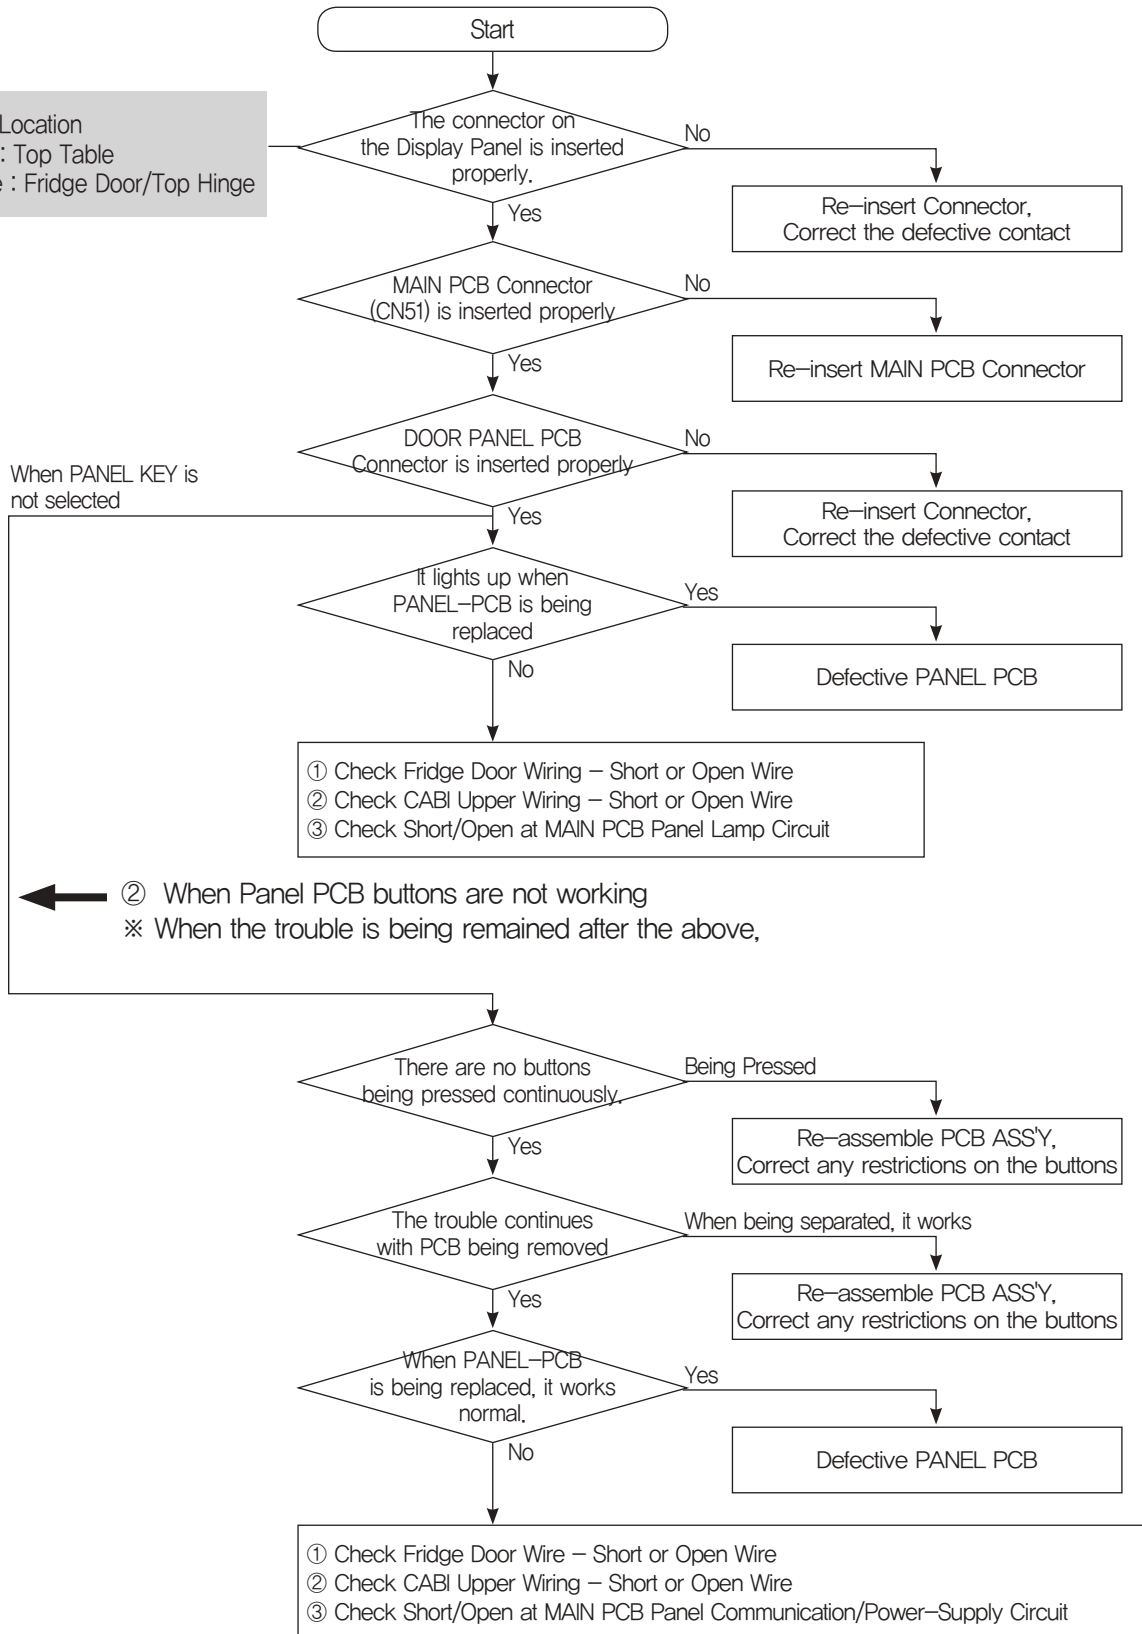 Start
Location
: Top Table
: Fridge Door/Top Hinge
The connector on
the Display Panel is inserted
properly.
No
Yes
Re-insert Connector,
Correct the defective contact
MAIN PCB Connector
(CN51) is inserted properly
No
Yes
Re-insert MAIN PCB Connector
DOOR PANEL PCB
Connector is inserted properly
No
When PANEL KEY is
not selected
Yes
Re-insert Connector,
Correct the defective contact
It lights up when
PANEL-PCB is being
replaced
Yes
No
Defective PANEL PCB
① Check Fridge Door Wiring - Short or Open Wire
② Check CABI Upper Wiring - Short or Open Wire
③ Check Short/Open at MAIN PCB Panel Lamp Circuit
② When Panel PCB buttons are not working
※ When the trouble is being remained after the above,
There are no buttons
being pressed continuously.
Being Pressed
Yes
Re-assemble PCB ASS'Y,
Correct any restrictions on the buttons
The trouble continues
with PCB being removed
When being separated, it works
Yes
Re-assemble PCB ASS'Y,
Correct any restrictions on the buttons
When PANEL-PCB
is being replaced, it works
normal.
Yes
No
Defective PANEL PCB
① Check Fridge Door Wire - Short or Open Wire
② Check CABI Upper Wiring - Short or Open Wire
③ Check Short/Open at MAIN PCB Panel Communication/Power-Supply Circuit